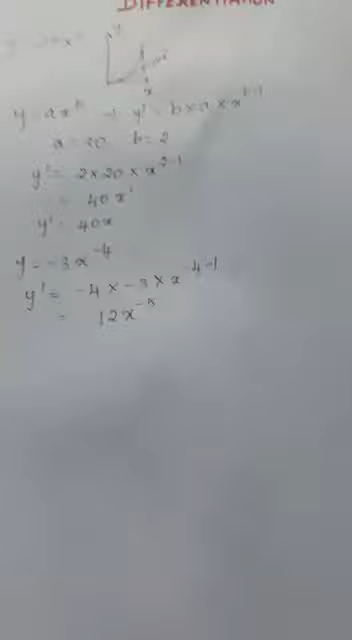 DIFFERENTIATION
y
x
y = ax^b → y' = b × a × x^b-1
a = 20 b = 2
y' = 2 × 20 × x^2-1
= 40x^1
y' = 40x
y = -3x^-4
y' = -4 × -3 × x^-4-1
= 12x^-5